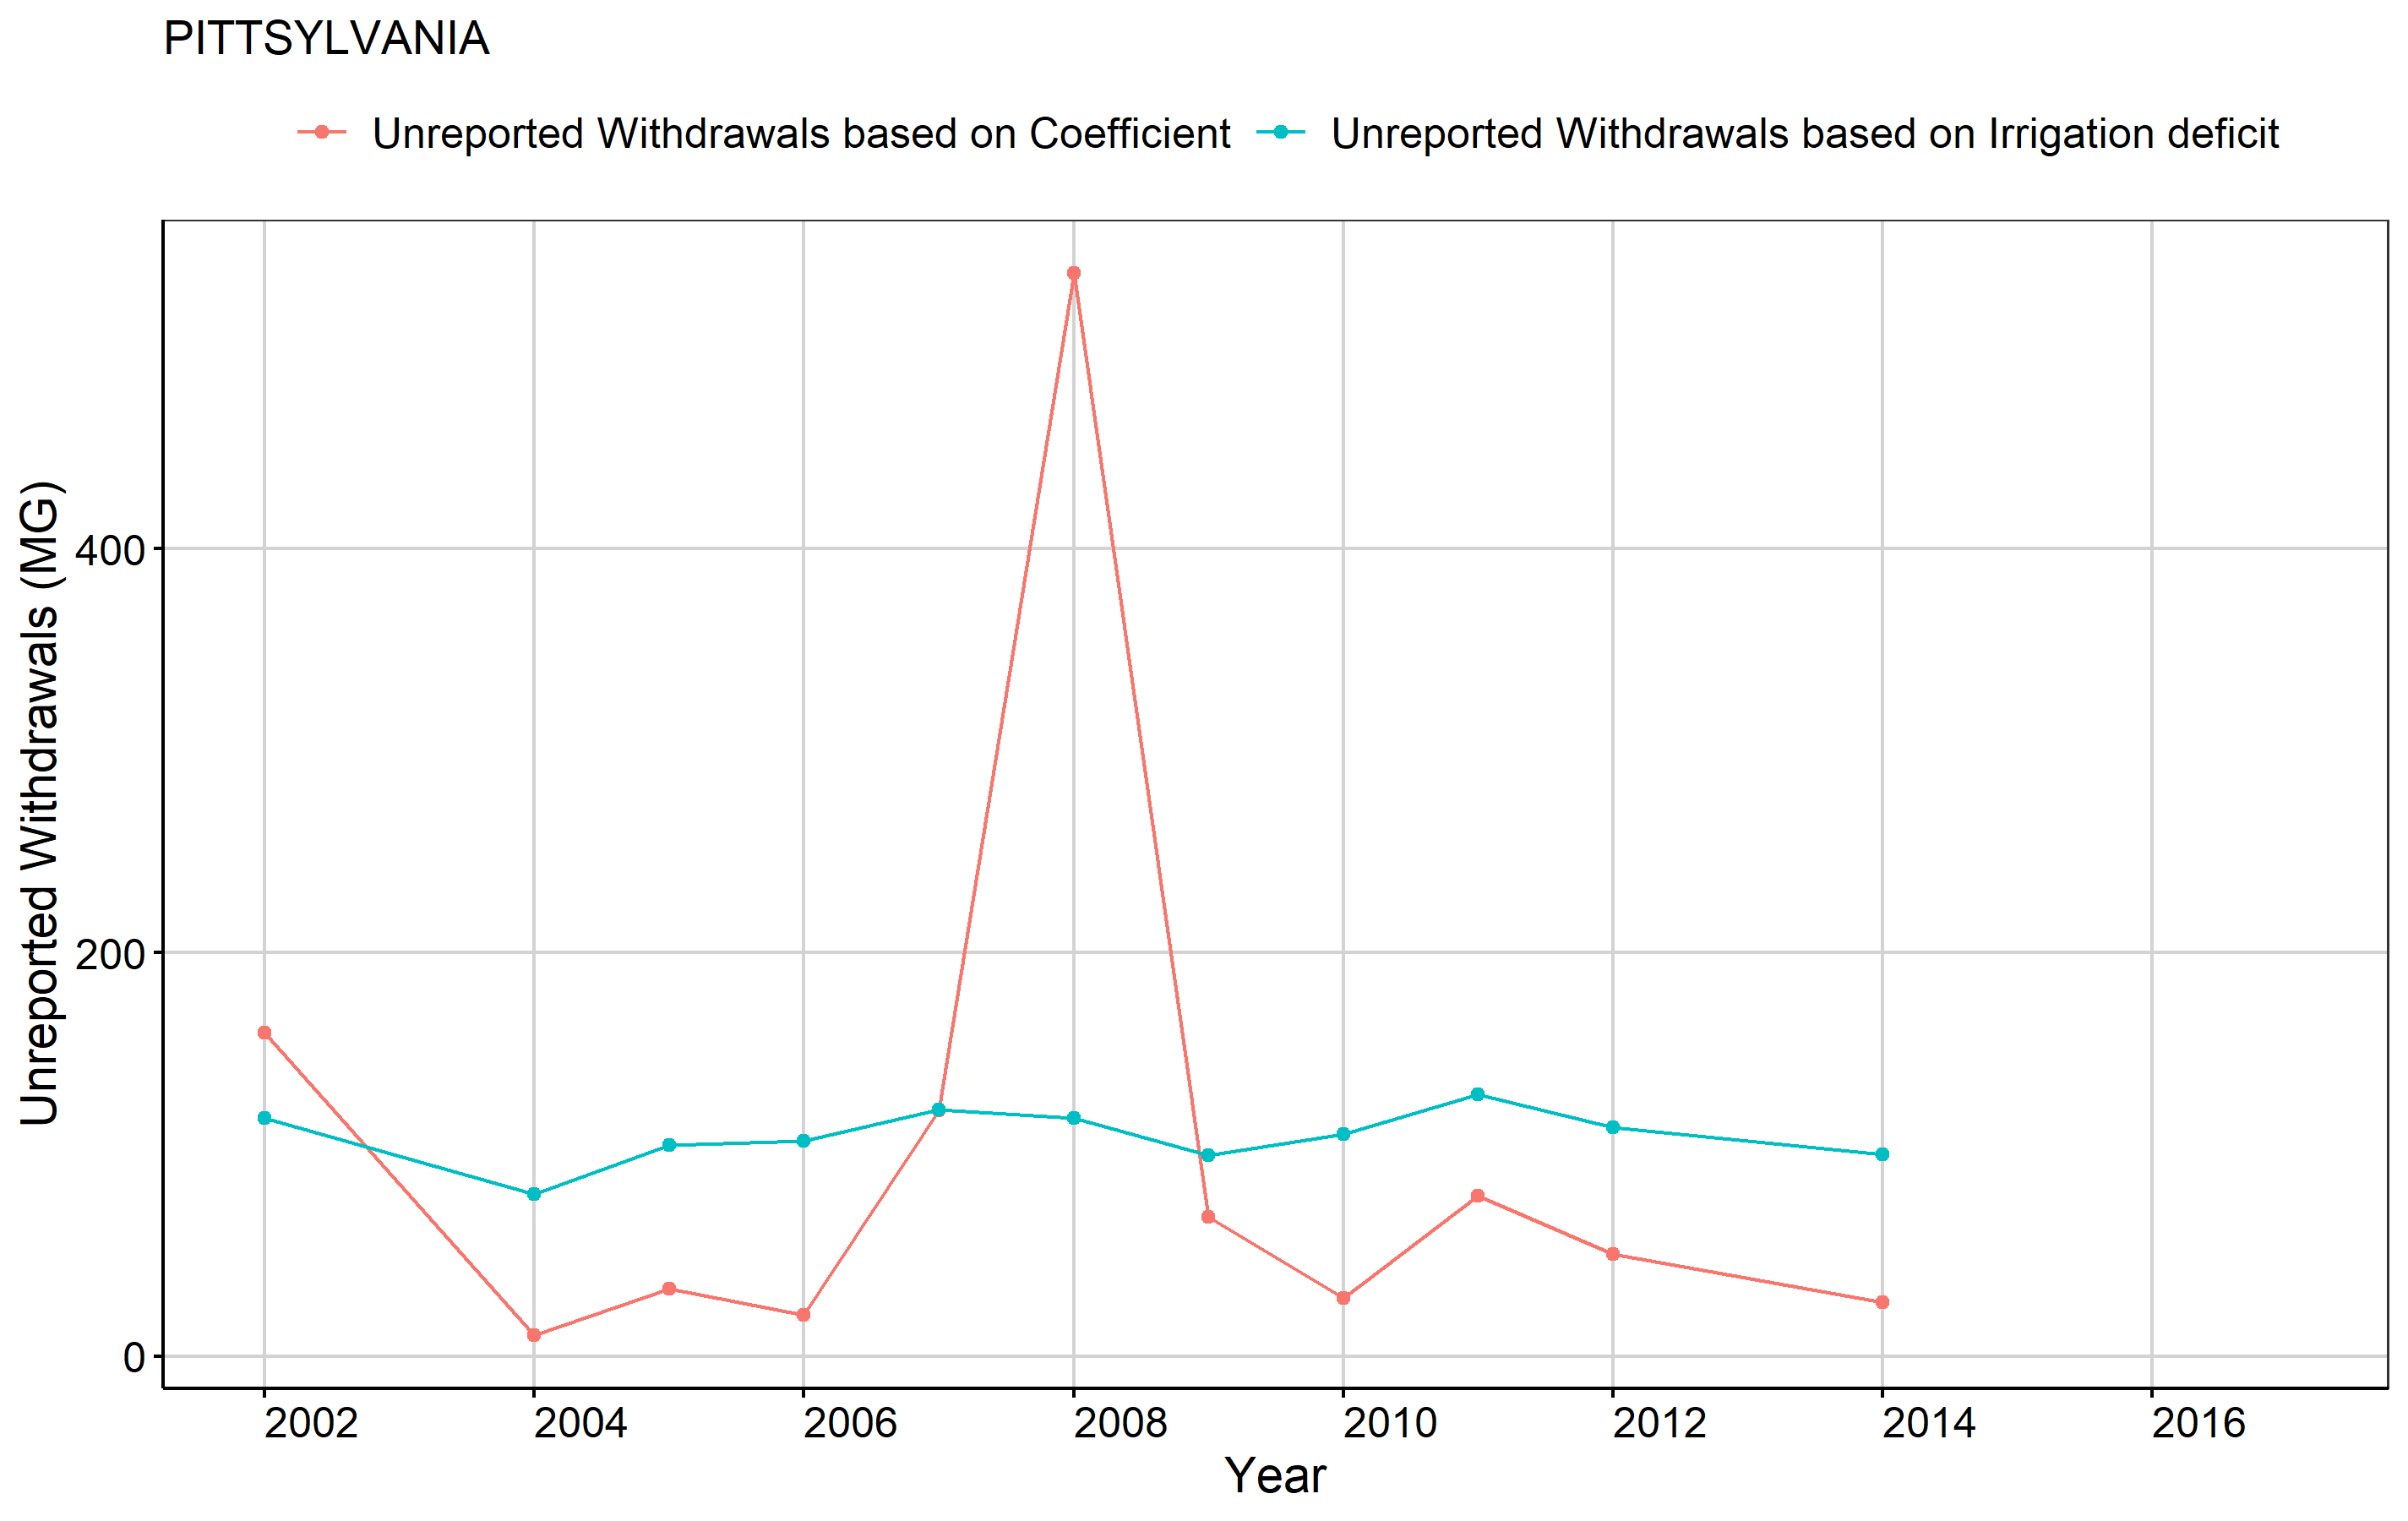 PITTSYLVANIA
Unreported Withdrawals based on Coefficient Unreported Withdrawals based on Irrigation deficit
Unreported Withdrawals (MG)
400
200
0
2002 2004 2006 2008 2010 2012 2014 2016
Year